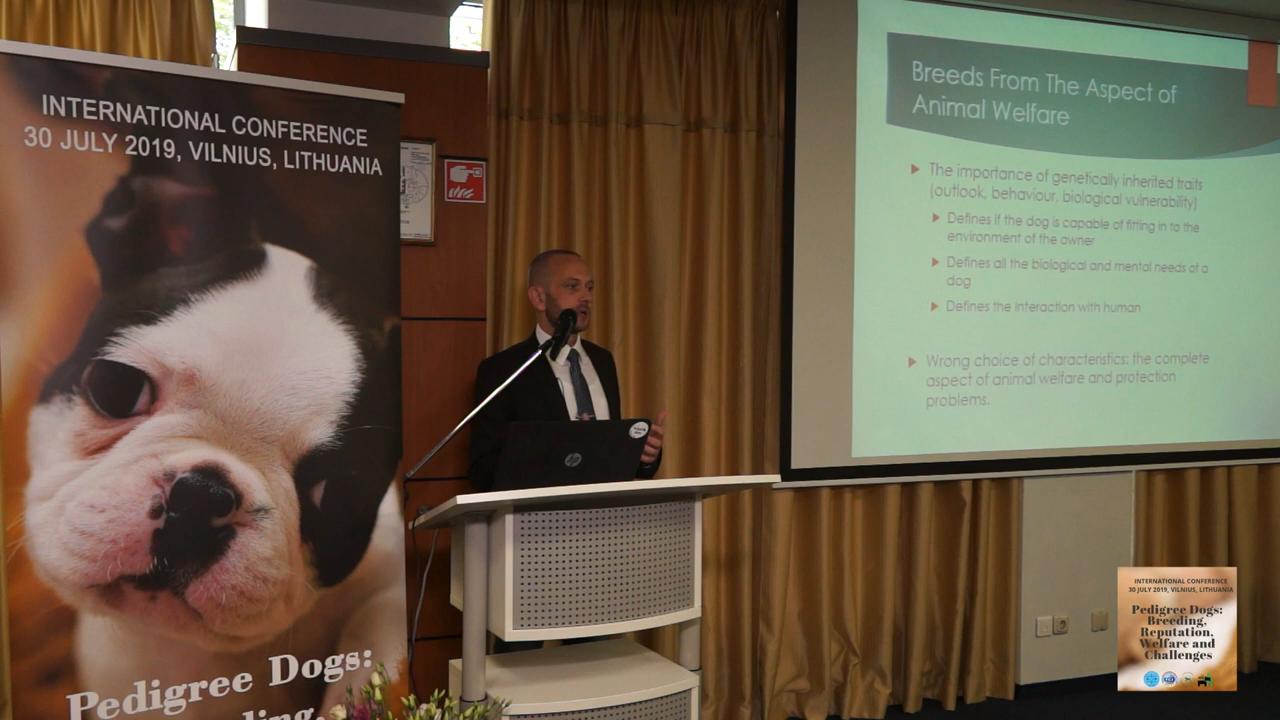 INTERNATIONAL CONFERENCE
30 JULY 2019, VILNIUS, LITHUANIA
Pedigree Dogs:
Breeds From The Aspect of
Animal Welfare
The importance of genetically inherited traits
(outlook, behaviour, biological vulnerability)
Defines if the dog is capable of fitting in to the
environment of the owner
Defines all the biological and mental needs of a
dog
Defines the interaction with human
Wrong choice of characteristics: the complete
aspect of animal welfare and protection
problems.
hp
INTERNATIONAL CONFERENCE
30 JULY 2019, VILNIUS, LITHUANIA
Pedigree Dogs:
Breeding,
Reputation,
Welfare and
Challenges